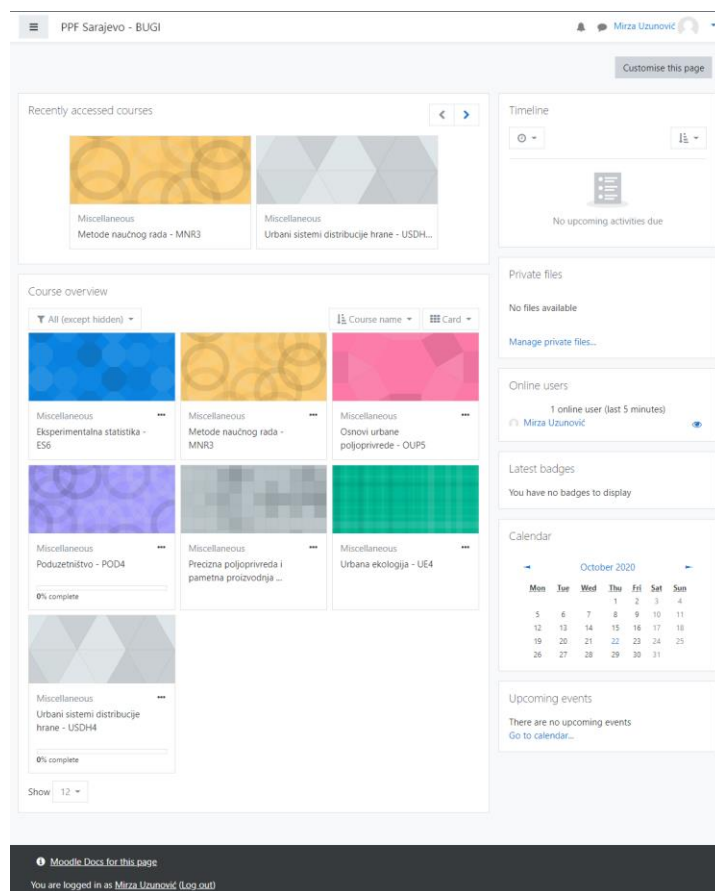 PPF Sarajevo - BUGI
Mirza Uzunović
Customise this page
Recently accessed courses
Miscellaneous
Metode naučnog rada - MNR3
Miscellaneous
Urbani sistemi distribucije hrane - USDH...
Course overview
All (except hidden)
Course name
Card
Miscellaneous
Eksperimentalna statistika -
ES6
Miscellaneous
Metode naučnog rada -
MNR3
Miscellaneous
Osnovi urbane
poljoprivrede - OUP5
Miscellaneous
Poduzetništvo - POD4
0% complete
Miscellaneous
Precizna poljoprivreda i
pametna proizvodnja ...
Miscellaneous
Urbana ekologija - UE4
Miscellaneous
Urbani sistemi distribucije
hrane - USDH4
0% complete
Show 12
Timeline
No upcoming activities due
Private files
No files available
Manage private files...
Online users
1 online user (last 5 minutes)
Mirza Uzunović
Latest badges
You have no badges to display
Calendar
October 2020
Mon Tue Wed Thu Fri Sat Sun
1 2 3 4
5 6 7 8 9 10 11
12 13 14 15 16 17 18
19 20 21 22 23 24 25
26 27 28 29 30 31
Upcoming events
There are no upcoming events
Go to calendar...
Moodle Docs for this page
You are logged in as Mirza Uzunović (Log out)